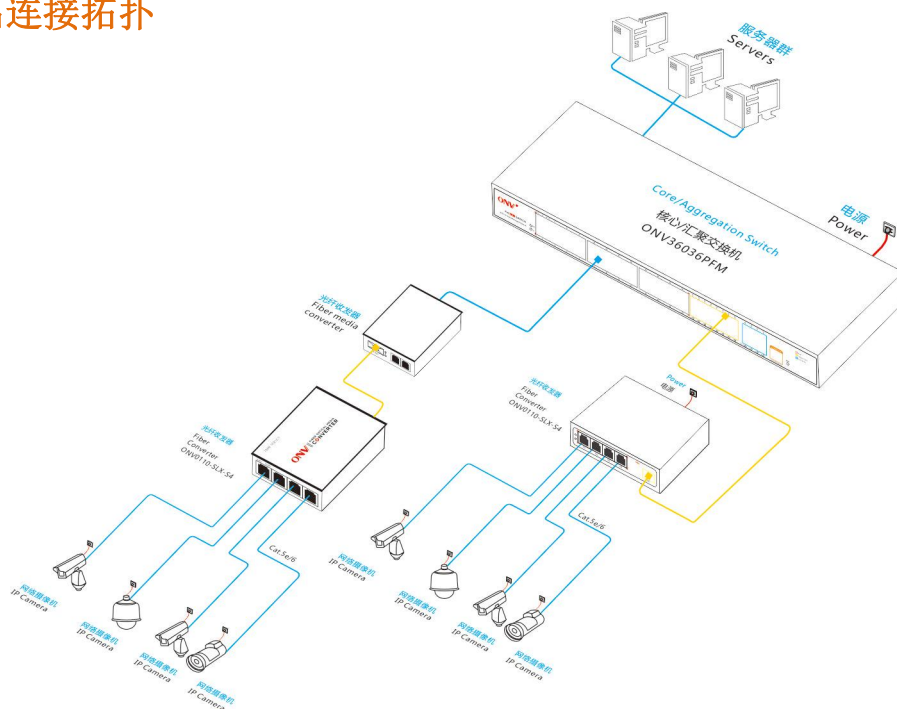 连接拓扑
服务器群
Servers
Core/Aggregation Switch
核心/汇聚交换机
ONV36036PFM
电源
Power
ONV
光纤收发器
Fiber media
converter
光纤收发器
Fiber
Converter
ONV0110-SLX-S4
ONV
CONVERTER
Power
电源
光纤收发器
Fiber
Converter
ONV0110-SLX-S4
Cat.5e/6
Cat.5e/6
网络摄像机
IP Camera
网络摄像机
IP Camera
网络摄像机
IP Camera
网络摄像机
IP Camera
网络摄像机
IP Camera
网络摄像机
IP Camera
网络摄像机
IP Camera
网络摄像机
IP Camera